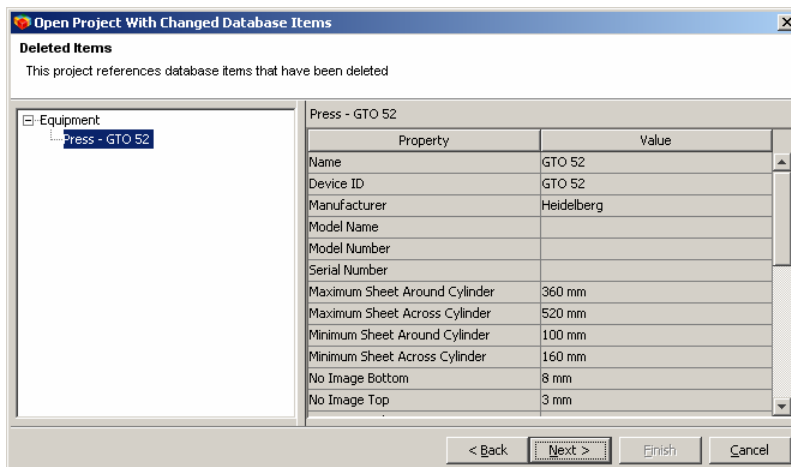 Open Project With Changed Database Items
Deleted Items
This project references database items that have been deleted
Equipment
Press - GTO 52
Press - GTO 52
Property Value
Name GTO 52
Device ID GTO 52
Manufacturer Heidelberg
Model Name
Model Number
Serial Number
Maximum Sheet Around Cylinder 360 mm
Maximum Sheet Across Cylinder 520 mm
Minimum Sheet Around Cylinder 100 mm
Minimum Sheet Across Cylinder 160 mm
No Image Bottom 8 mm
No Image Top 3 mm
< Back Next > Finish Cancel